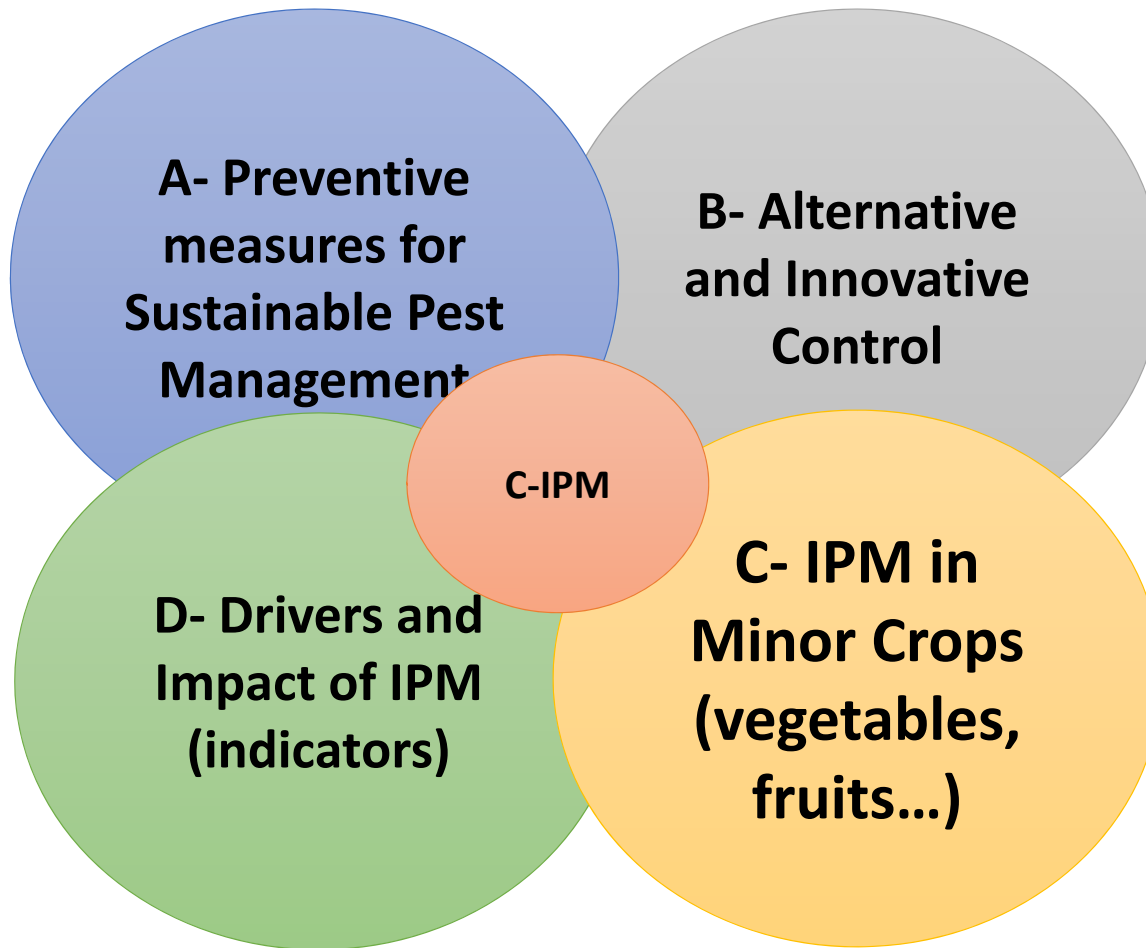 A- Preventive
measures for
Sustainable Pest
Management
B- Alternative
and Innovative
Control
C-IPM
D- Drivers and
Impact of IPM
(indicators)
C- IPM in
Minor Crops
(vegetables,
fruits…)